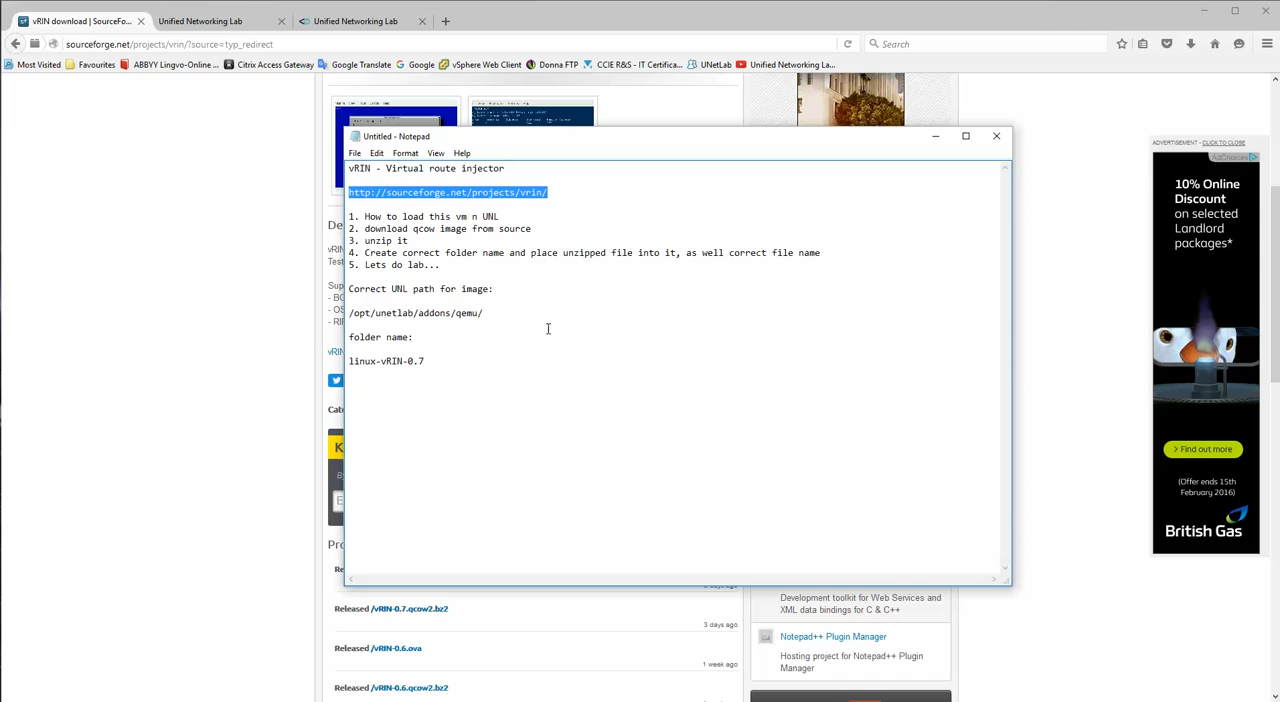 vRIN download | SourceFo...
Unified Networking Lab
Unified Networking Lab
sourceforge.net/projects/vrin/?source=typ_redirect
Search
Most Visited
Favourites
ABBYY Lingvo-Online ...
Citrix Access Gateway
Google Translate
Google
vSphere Web Client
Donna FTP
CCIE R&S - IT Certifica...
UNetLab
Unified Networking La...
Untitled - Notepad
File Edit Format View Help
vRIN - Virtual route injector
http://sourceforge.net/projects/vrin/
1. How to load this vm n UNL
2. download qcow image from source
3. unzip it
4. Create correct folder name and place unzipped file into it, as well correct file name
5. Lets do lab...
Correct UNL path for image:
/opt/unetlab/addons/qemu/
folder name:
linux-vRIN-0.7
Released /vRIN-0.7.qcow2.bz2
3 days ago
Released /vRIN-0.6.ova
1 week ago
Released /vRIN-0.6.qcow2.bz2
Development toolkit for Web Services and
XML data bindings for C & C++
Notepad++ Plugin Manager
Hosting project for Notepad++ Plugin
Manager
ADVERTISEMENT - CLICK TO CLOSE
AdChoices
10% Online
Discount
on selected
Landlord
packages*
> Find out more
(Offer ends 15th
February 2016)
British Gas